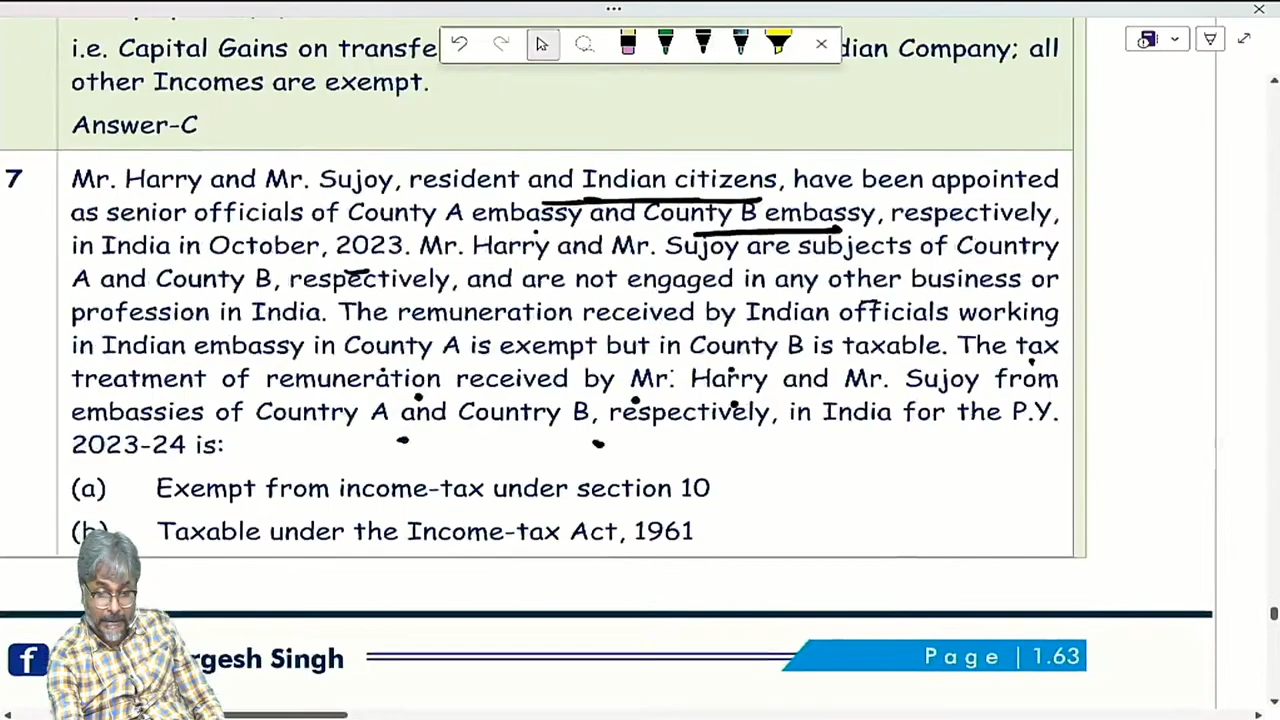 i.e. Capital Gains on transfe dian Company; all
other Incomes are exempt.
Answer-C
7
Mr. Harry and Mr. Sujoy, resident and Indian citizens, have been appointed
as senior officials of County A embassy and County B embassy, respectively,
in India in October, 2023. Mr. Harry and Mr. Sujoy are subjects of Country
A and County B, respectively, and are not engaged in any other business or
profession in India. The remuneration received by Indian officials working
in Indian embassy in County A is exempt but in County B is taxable. The tax
treatment of remuneration received by Mr. Harry and Mr. Sujoy from
embassies of Country A and Country B, respectively, in India for the P.Y.
2023-24 is:
(a) Exempt from income-tax under section 10
(b) Taxable under the Income-tax Act, 1961
f rgesh Singh
Page | 1.63